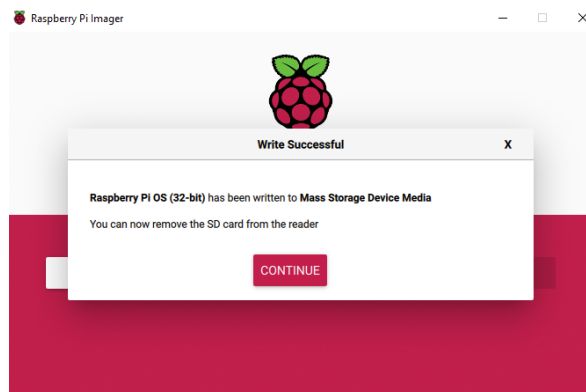 Raspberry Pi Imager
Write Successful X
Raspberry Pi OS (32-bit) has been written to Mass Storage Device Media
You can now remove the SD card from the reader
CONTINUE